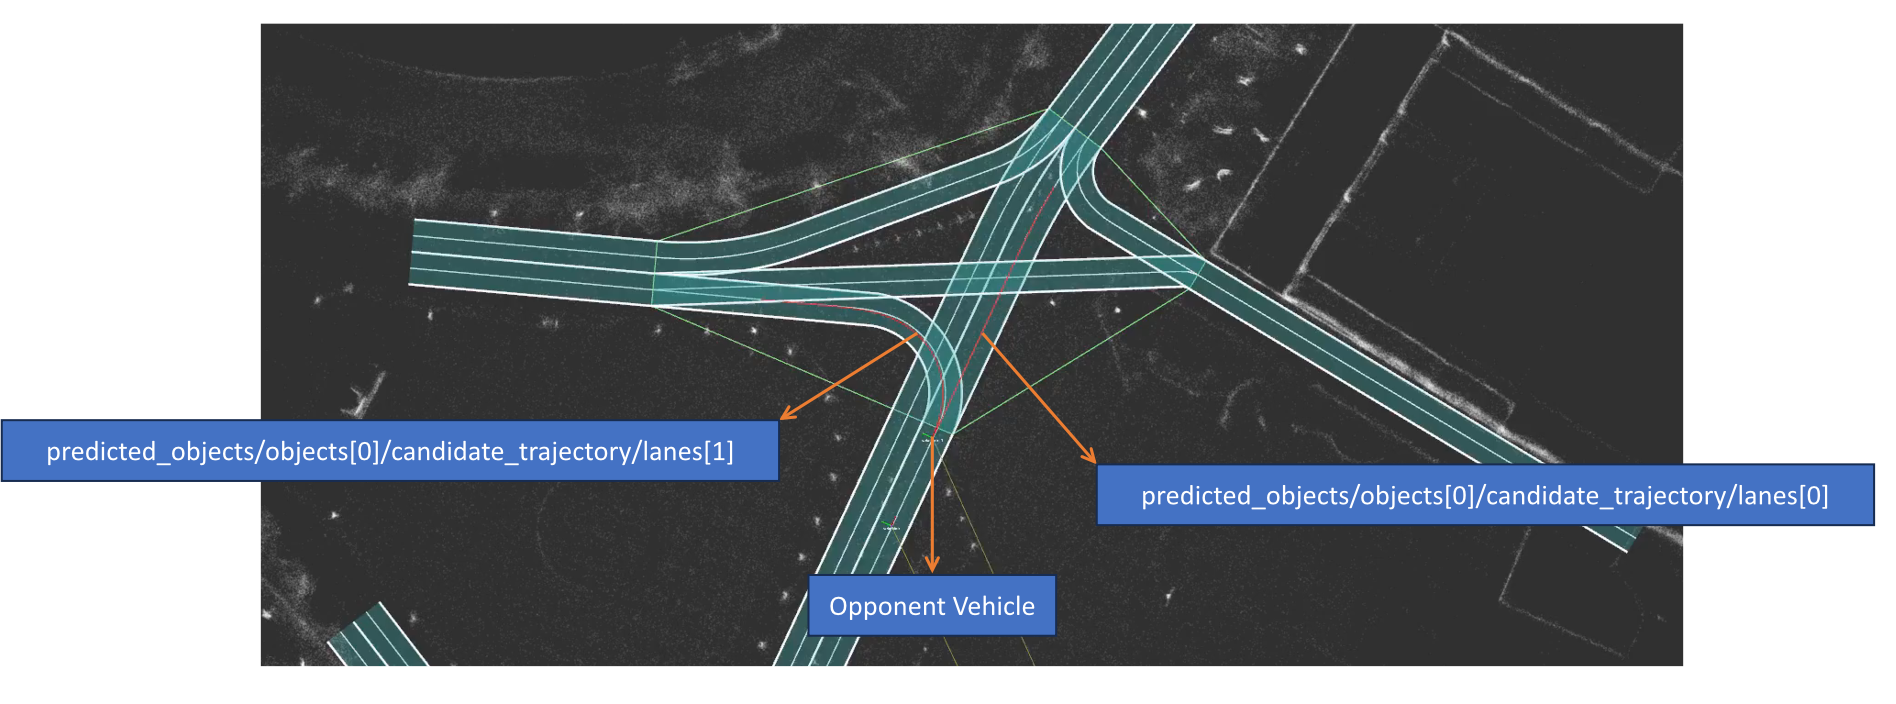 predicted_objects/objects[0]/candidate_trajectory/lanes[1]
predicted_objects/objects[0]/candidate_trajectory/lanes[0]
Opponent Vehicle